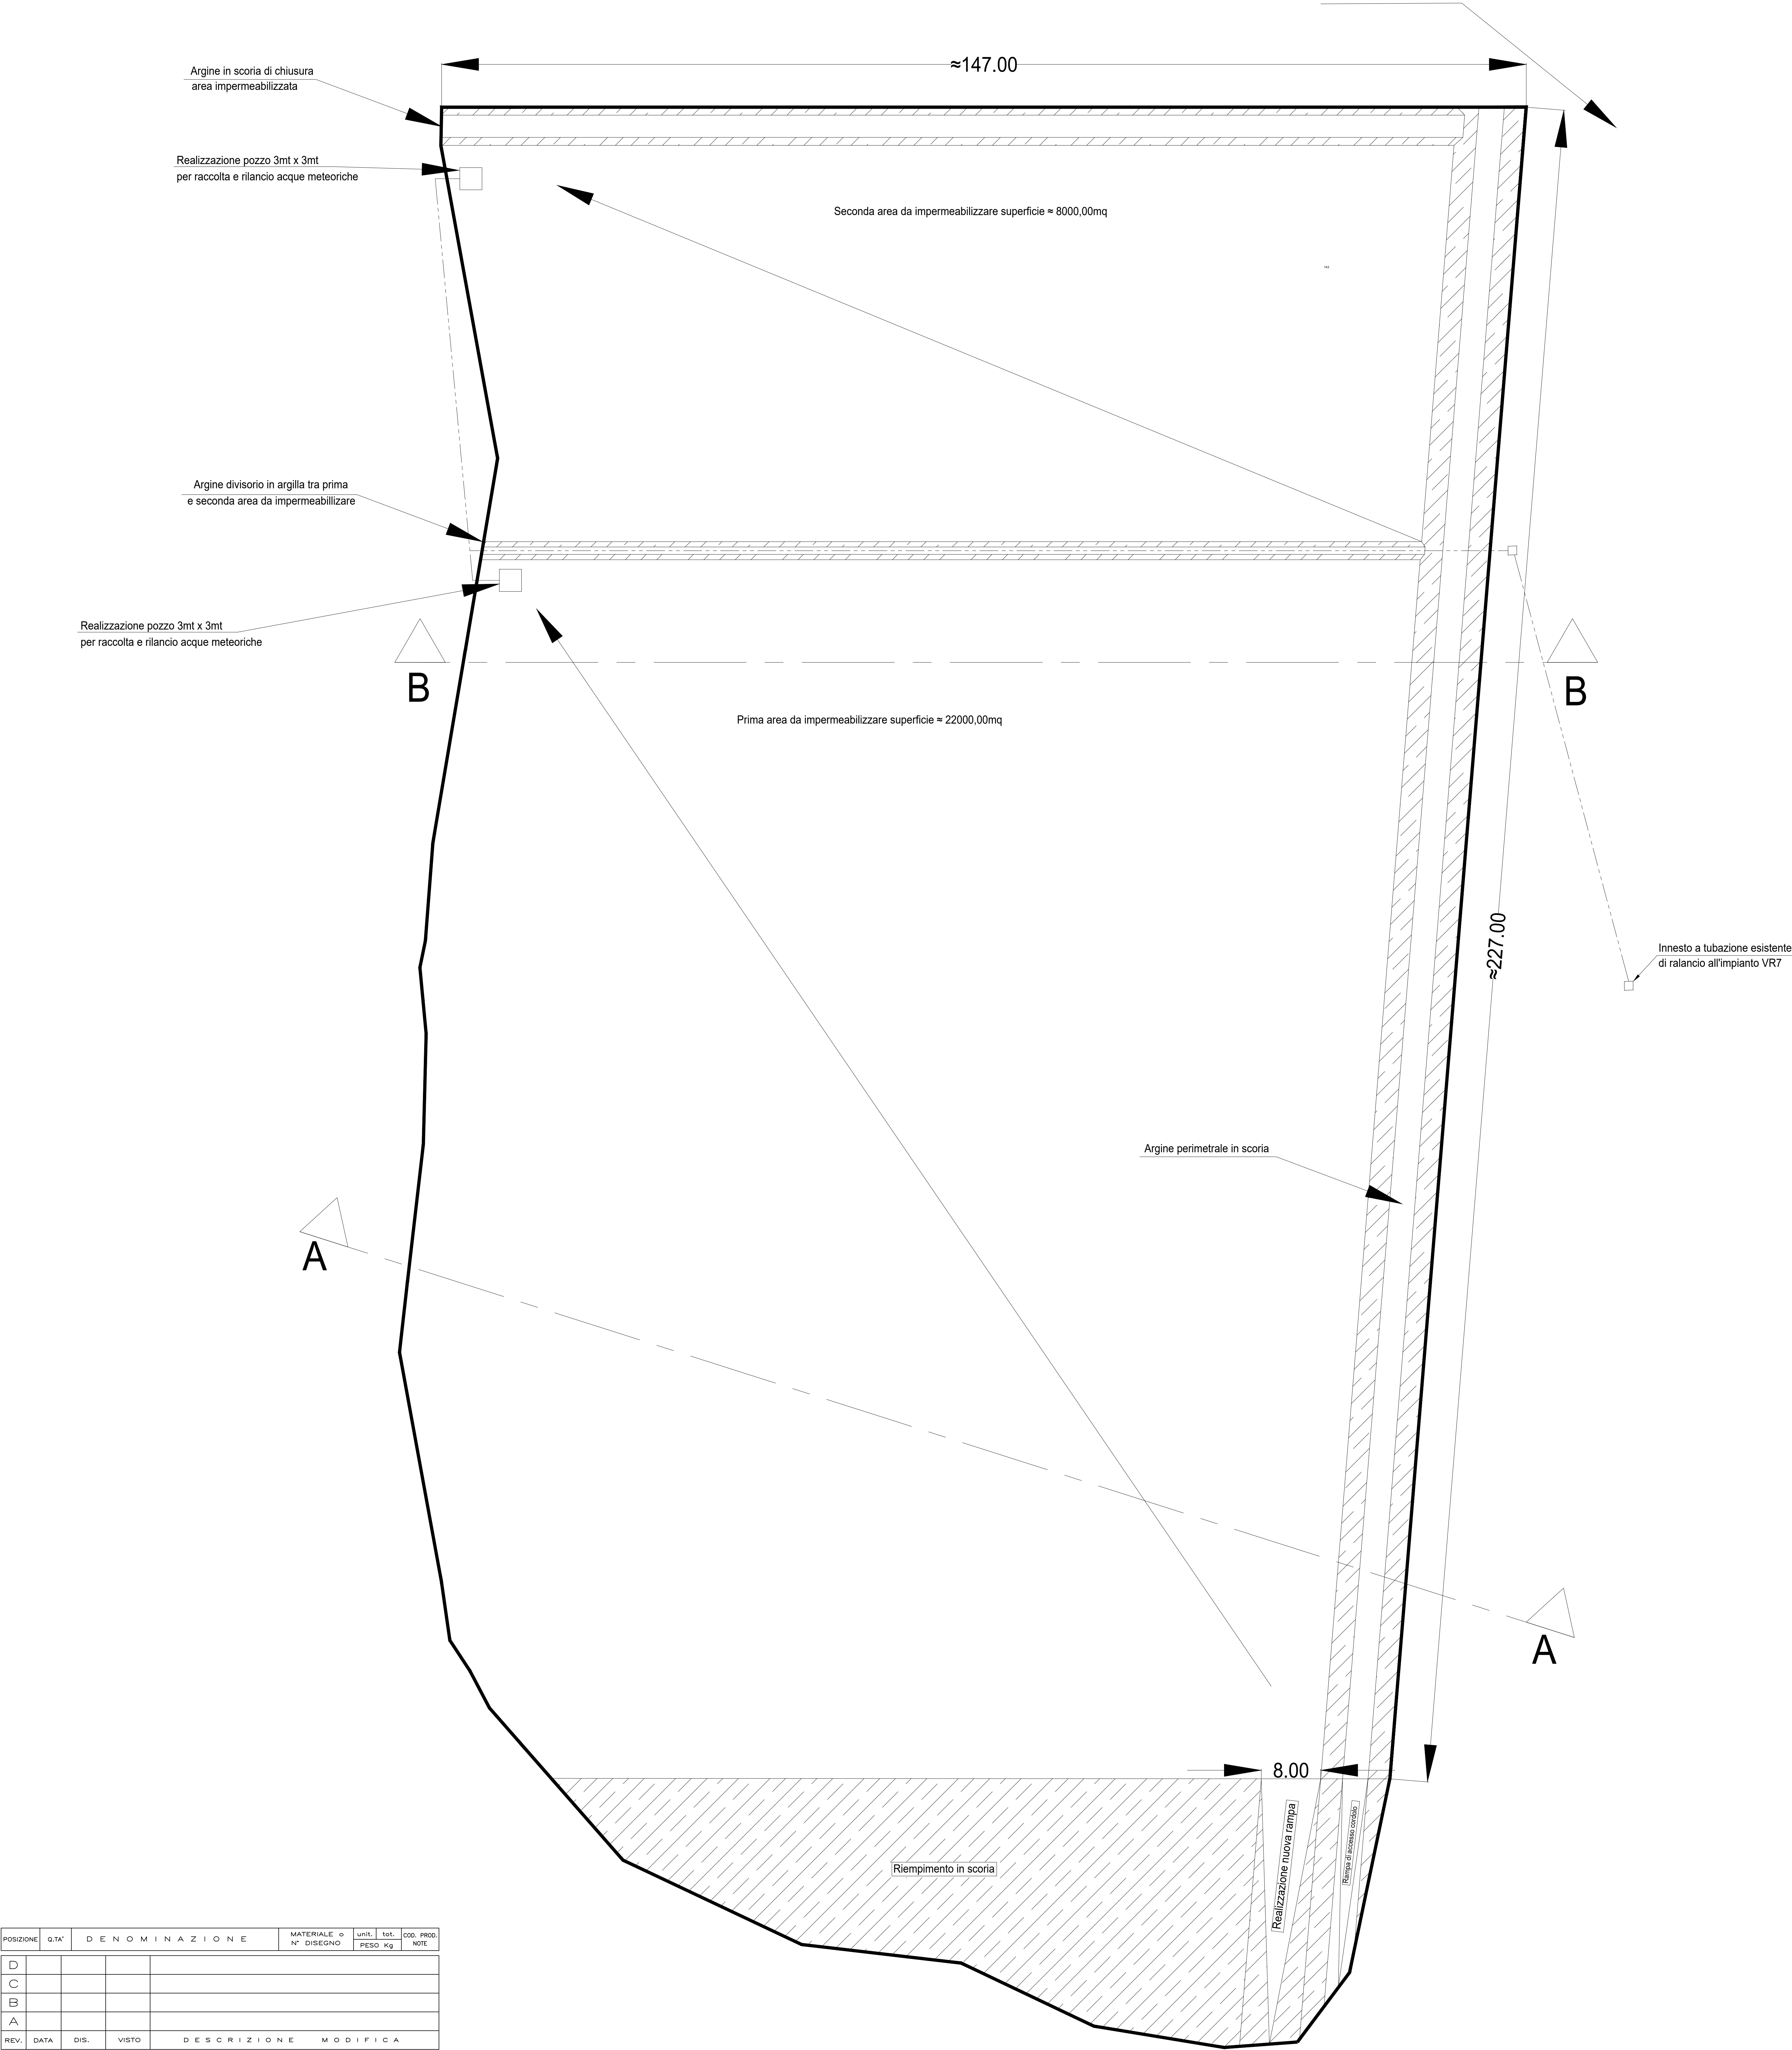 ≈147.00
Argine in scoria di chiusura
area impermeabilizzata
Realizzazione pozzo 3mt x 3mt
per raccolta e rilancio acque meteoriche
Seconda area da impermeabilizzare superficie ≈ 8000,00mq
Argine divisorio in argilla tra prima
e seconda area da impermeabillizare
Realizzazione pozzo 3mt x 3mt
per raccolta e rilancio acque meteoriche
B
B
Prima area da impermeabilizzare superficie ≈ 22000,00mq
≈227.00
Innesto a tubazione esistente
di ralancio all'impianto VR7
Argine perimetrale in scoria
A
A
8.00
Realizzazione nuova rampa
Rampa di accesso cordolo
Riempimento in scoria
POSIZIONE Q.TA' DENOMINAZIONE MATERIALE o N° DISEGNO unit. tot. PESO Kg COD. PROD. NOTE
D
C
B
A
REV. DATA DIS. VISTO DESCRIZIONE MODIFICA